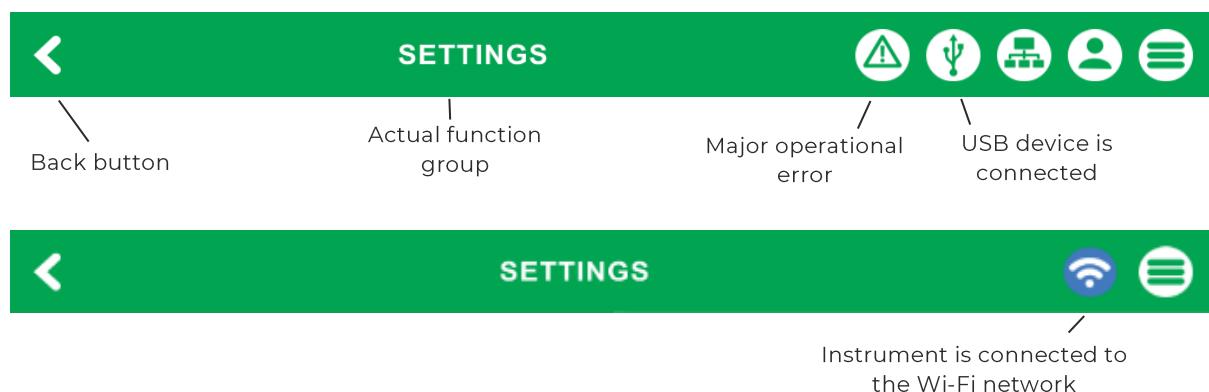 SETTINGS
Back button
Actual function
group
Major operational
error
USB device is
connected
SETTINGS
Instrument is connected to
the Wi-Fi network